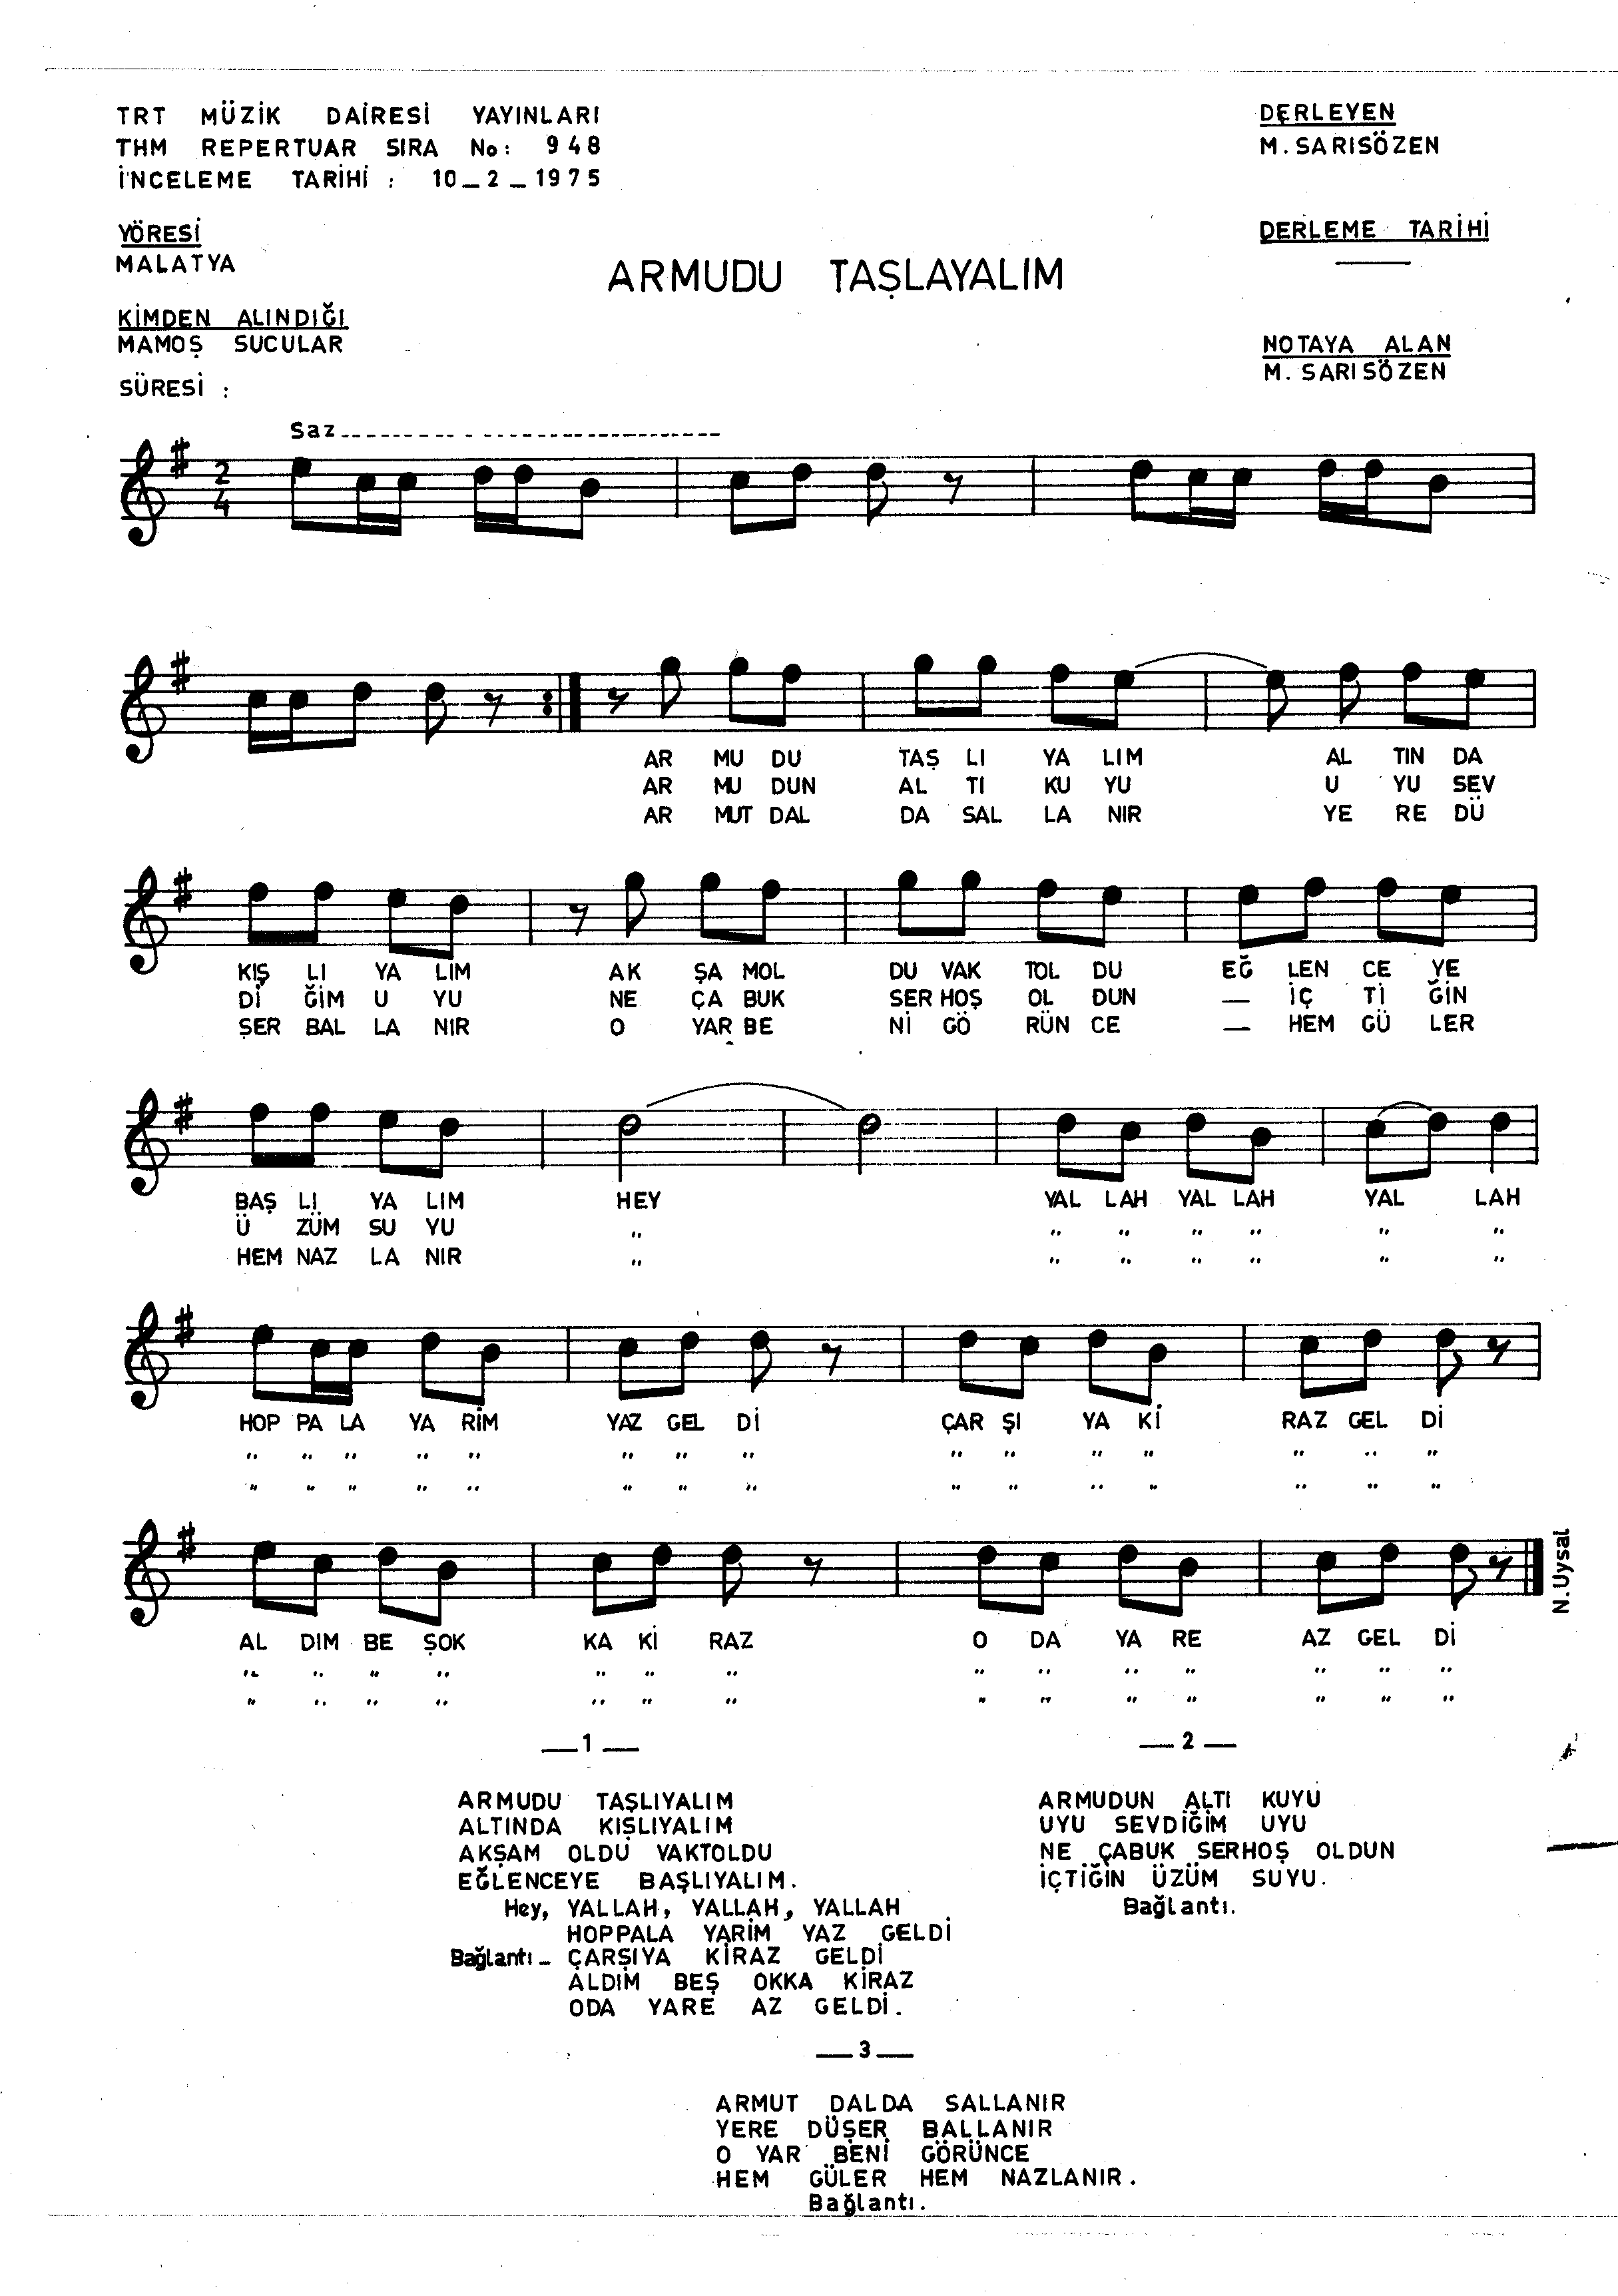 TRT MÜZİK DAİRESİ YAYINLARI
THM REPERTUAR SIRA No: 948
İNCELEME TARİHİ : 10_2_1975
DERLEYEN
M. SARISÖZEN
YÖRESİ
MALATYA
DERLEME TARİHİ
ARMUDU TAŞLAYALIM
KİMDEN ALINDIĞI
MAMOŞ SUCULAR
NOTAYA ALAN
M. SARISÖZEN
SÜRESİ :
Saz
2
4
AR MU DU TAŞ LI YA LIM AL TIN DA
AR MU DUN AL TI KU YU U YU SEV
AR MUT DAL DA SAL LA NIR YE RE DÜ
KIŞ LI YA LIM AK ŞA MOL DU VAK TOL DU EĞ LEN CE YE
Dİ ĞİM U YU NE ÇA BUK SER HOŞ OL DUN — İÇ Tİ ĞİN
ŞER BAL LA NIR O YAR BE Nİ GÖ RÜN CE — HEM GÜ LER
BAŞ LI YA LIM HEY YAL LAH YAL LAH YAL LAH
Ü ZÜM SU YU " " " " " " "
HEM NAZ LA NIR " " " " " " "
HOP PA LA YA RİM YAZ GEL Dİ ÇAR ŞI YA Kİ RAZ GEL Dİ
" " " " " " " " " " " " " " "
" " " " " " " " " " " " " " "
AL DIM BE ŞOK KA Kİ RAZ O DA YA RE AZ GEL Dİ
" " " " " " " " " " " " " "
" " " " " " " " " " " " " "
N. Uysal
— 1 —
ARMUDU TAŞLIYALIM
ALTINDA KIŞLIYALIM
AKŞAM OLDU VAKTOLDU
EĞLENCEYE BAŞLIYALIM.
Hey, YALLAH, YALLAH, YALLAH
HOPPALA YARİM YAZ GELDİ
Bağlantı _ ÇARŞIYA KİRAZ GELDİ
ALDIM BEŞ OKKA KİRAZ
ODA YARE AZ GELDİ.
— 2 —
ARMUDUN ALTI KUYU
UYU SEVDİĞİM UYU
NE ÇABUK SERHOŞ OLDUN
İÇTİĞİN ÜZÜM SUYU.
Bağlantı.
— 3 —
ARMUT DALDA SALLANIR
YERE DÜŞER BALLANIR
O YAR BENİ GÖRÜNCE
HEM GÜLER HEM NAZLANIR.
Bağlantı.